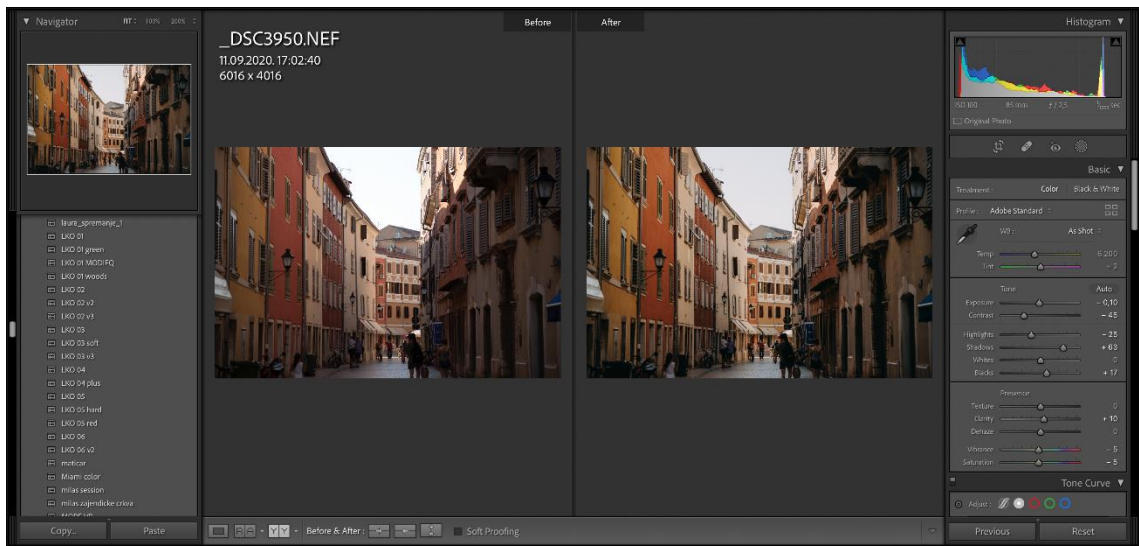 Navigator FIT: 100% 200%
laura_spremanje_1
LKO 01
LKO 01 green
LKO 01 MODIFQ
LKO 01 woods
LKO 02
LKO 02 v2
LKO 02 v3
LKO 03
LKO 03 soft
LKO 03 v3
LKO 04
LKO 04 plus
LKO 05
LKO 05 hard
LKO 05 red
LKO 06
LKO 06 v2
maticar
Miami color
milas session
milas zajendicke criva
Copy... Paste
Before After
_DSC3950.NEF
11.09.2020. 17:02:40
6016 x 4016
Before & After: Soft Proofing
Histogram
ISO 160 85 mm ƒ / 2,5 sec
Original Photo
Basic
Treatment: Color Black & White
Profile: Adobe Standard
WB: As Shot
Temp 6.200
Tint
Tone Auto
Exposure – 0,10
Contrast – 45
Highlights – 25
Shadows + 63
Whites 0
Blacks + 17
Presence
Texture 0
Clarity + 10
Dehaze 0
Vibrance – 5
Saturation – 5
Tone Curve
Adjust:
Previous Reset